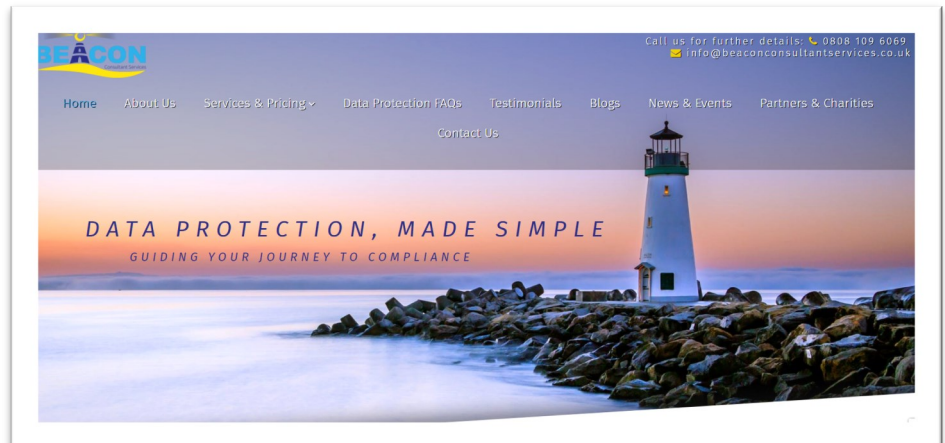 BEACON
Consultant Services
Call us for further details: 0808 109 6069
info@beaconconsultantservices.co.uk
Home About Us Services & Pricing Data Protection FAQs Testimonials Blogs News & Events Partners & Charities
Contact Us
DATA PROTECTION, MADE SIMPLE
GUIDING YOUR JOURNEY TO COMPLIANCE